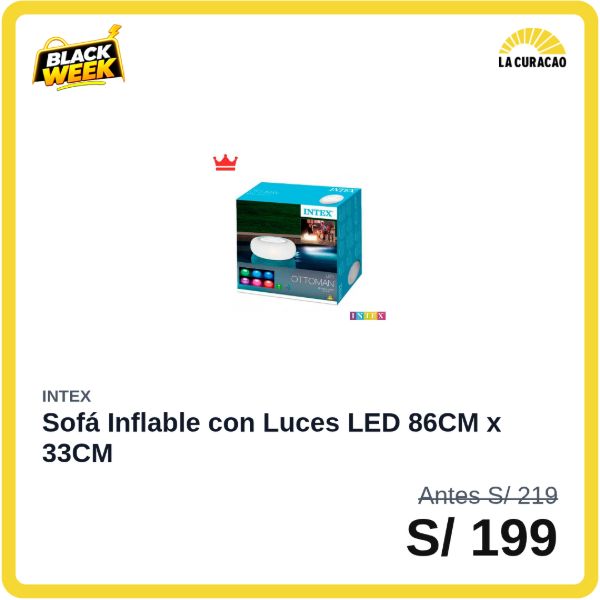 BLACK
WEEK
LA CURACAO
INTEX
OTTOMAN
INTEX
INTEX
Sofá Inflable con Luces LED 86CM x
33CM
Antes S/ 219
S/ 199